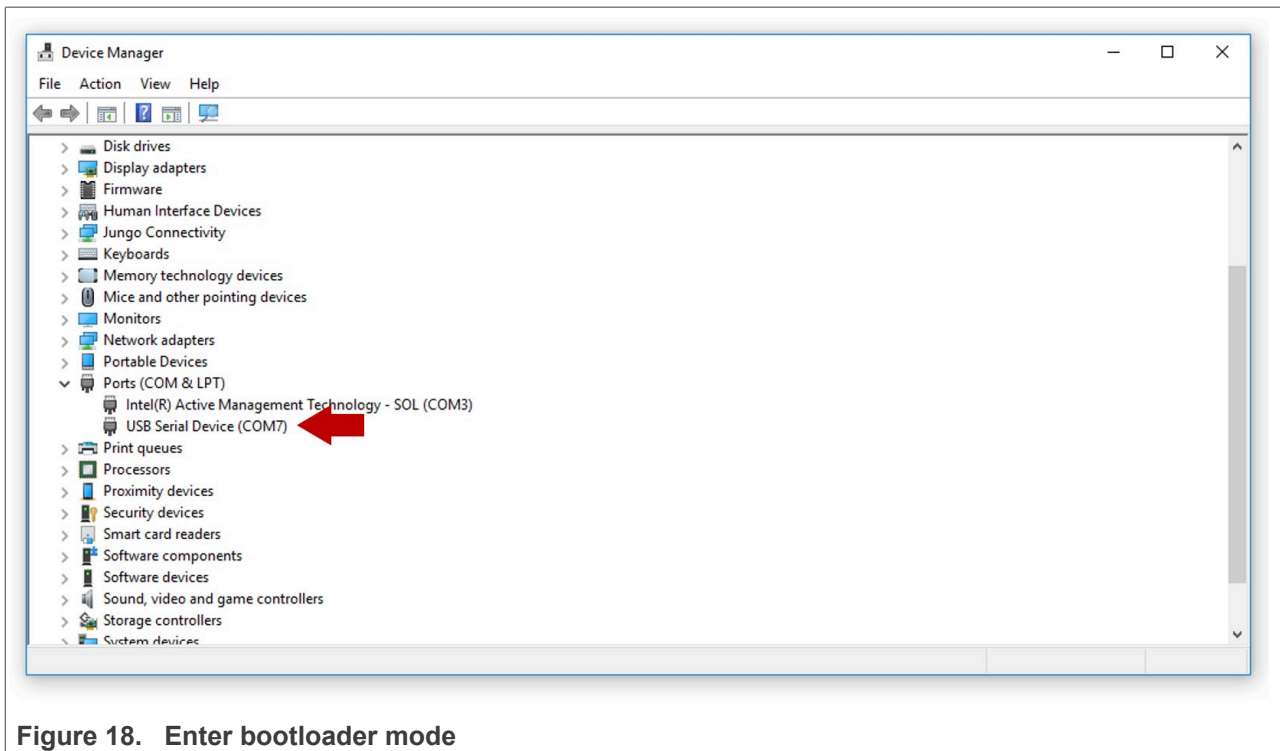 Device Manager
File Action View Help
Disk drives
Display adapters
Firmware
Human Interface Devices
Jungo Connectivity
Keyboards
Memory technology devices
Mice and other pointing devices
Monitors
Network adapters
Portable Devices
Ports (COM & LPT)
Intel(R) Active Management Technology - SOL (COM3)
USB Serial Device (COM7)
Print queues
Processors
Proximity devices
Security devices
Smart card readers
Software components
Software devices
Sound, video and game controllers
Storage controllers
System devices
Figure 18. Enter bootloader mode